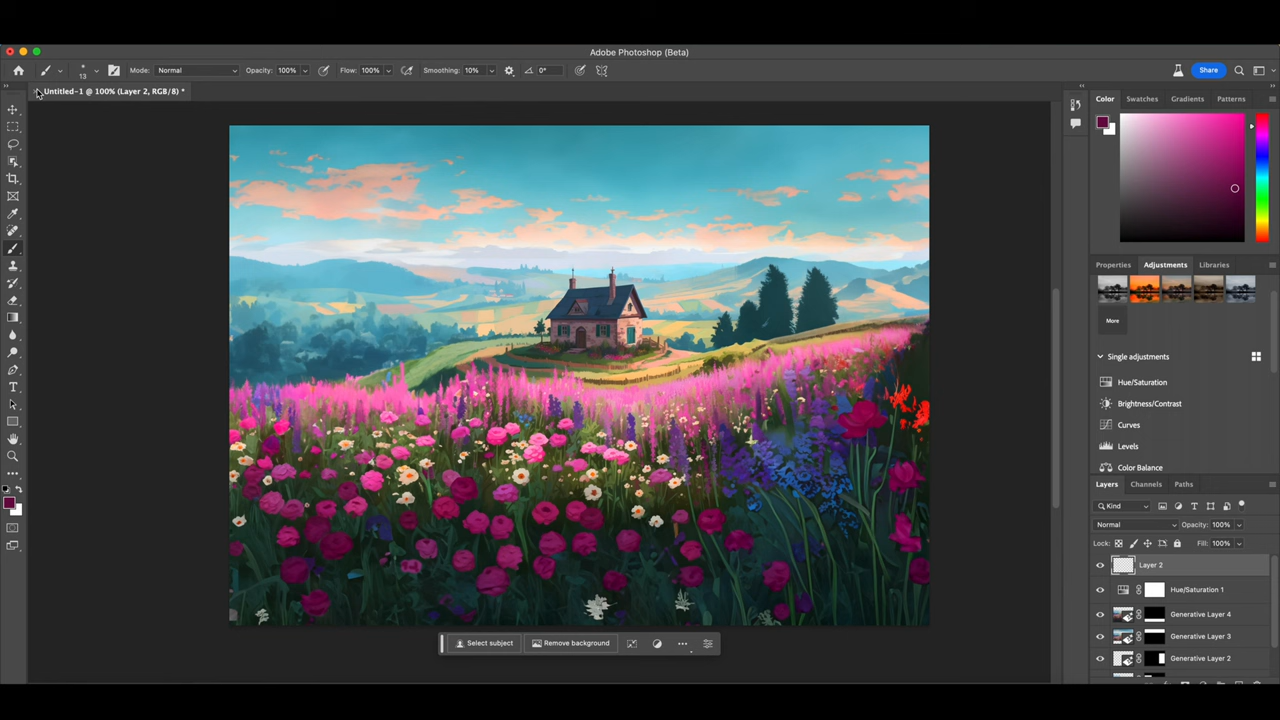 Adobe Photoshop (Beta)
13 Mode: Normal Opacity: 100% Flow: 100% Smoothing: 10% 0° Share
Untitled-1 @ 100% (Layer 2, RGB/8) *
Color Swatches Gradients Patterns
Properties Adjustments Libraries
More
Single adjustments
Hue/Saturation
Brightness/Contrast
Curves
Levels
Color Balance
Layers Channels Paths
Kind
Normal Opacity: 100%
Lock: Fill: 100%
Layer 2
Hue/Saturation 1
Generative Layer 4
Generative Layer 3
Generative Layer 2
Select subject Remove background